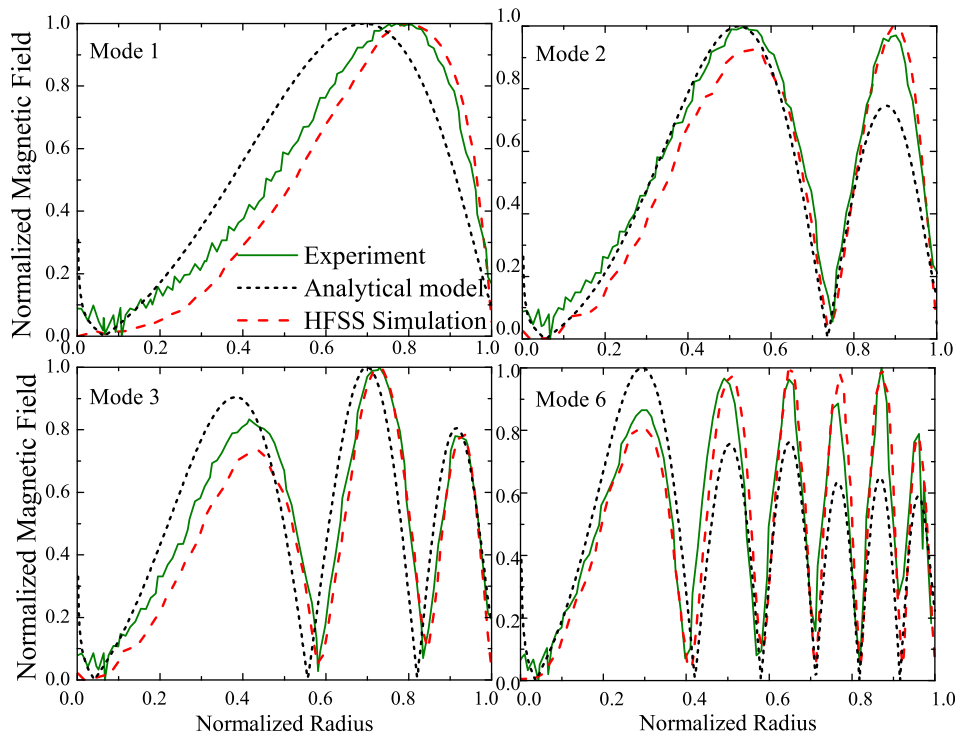 Normalized Magnetic Field
1.0
0.8
0.6
0.4
0.2
0.0
Mode 1
Experiment
Analytical model
HFSS Simulation
0.0 0.2 0.4 0.6 0.8 1.0
1.0
0.8
0.6
0.4
0.2
0.0
Mode 2
0.0 0.2 0.4 0.6 0.8 1.0
Normalized Magnetic Field
1.0
0.8
0.6
0.4
0.2
0.0
Mode 3
0.0 0.2 0.4 0.6 0.8 1.0
Normalized Radius
1.0
0.8
0.6
0.4
0.2
0.0
Mode 6
0.0 0.2 0.4 0.6 0.8 1.0
Normalized Radius